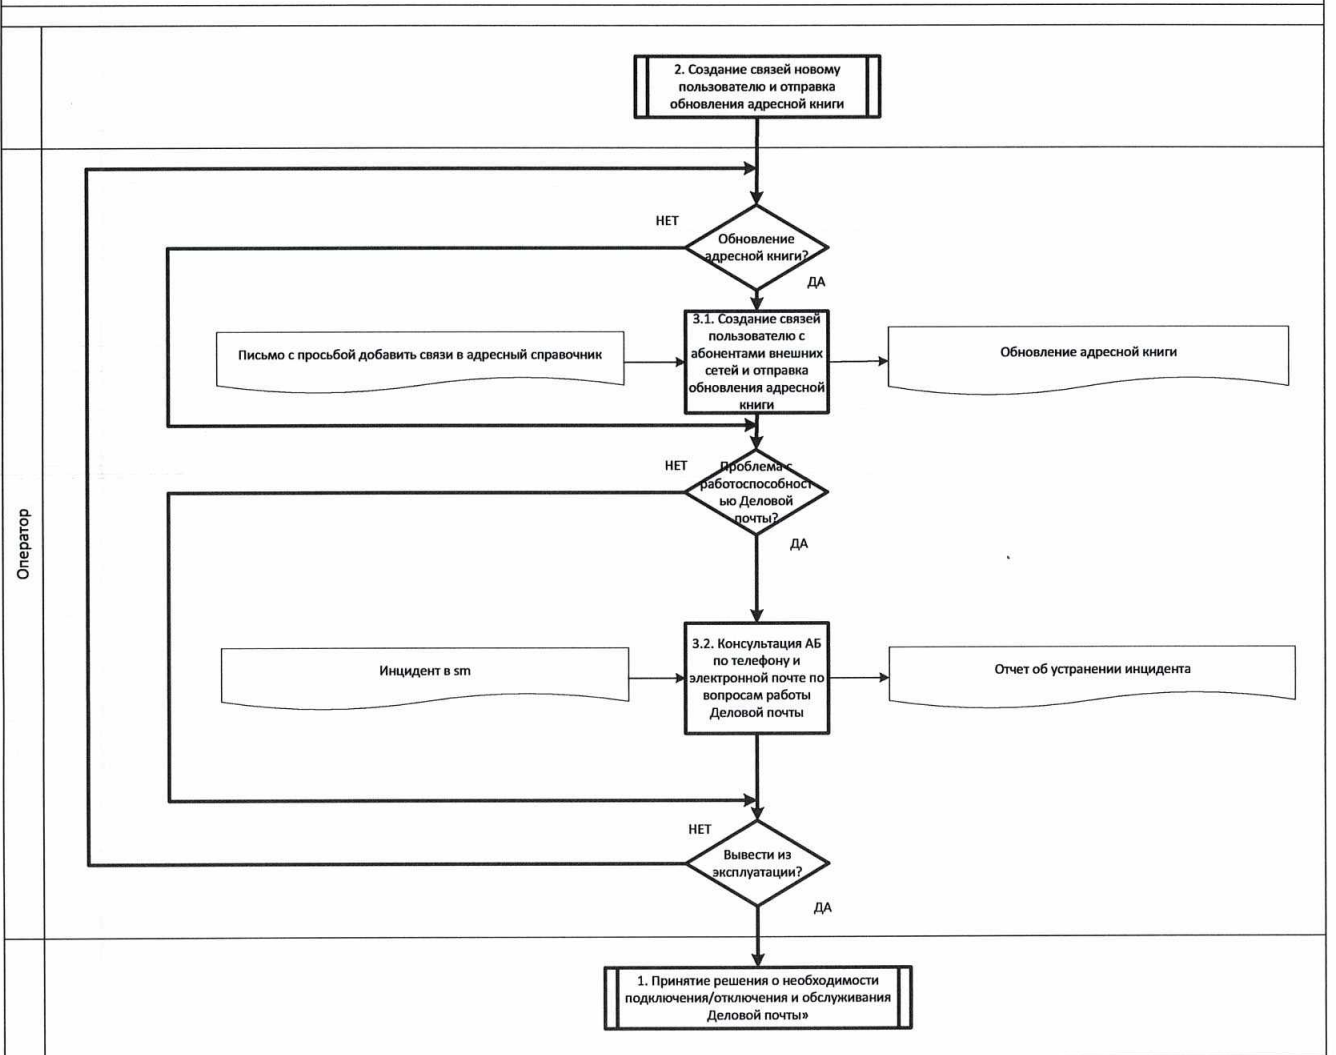 2. Создание связей новому
пользователю и отправка
обновления адресной книги
НЕТ
Обновление
адресной книги?
ДА
Письмо с просьбой добавить связи в адресный справочник
3.1. Создание связей
пользователю с
абонентами внешних
сетей и отправка
обновления адресной
книги
Обновление адресной книги
НЕТ
Проблема с
работоспособност
ью Деловой
почты?
ДА
Оператор
Инцидент в sm
3.2. Консультация АБ
по телефону и
электронной почте по
вопросам работы
Деловой почты
Отчет об устранении инцидента
НЕТ
Вывести из
эксплуатации?
ДА
1. Принятие решения о необходимости
подключения/отключения и обслуживания
Деловой почты»